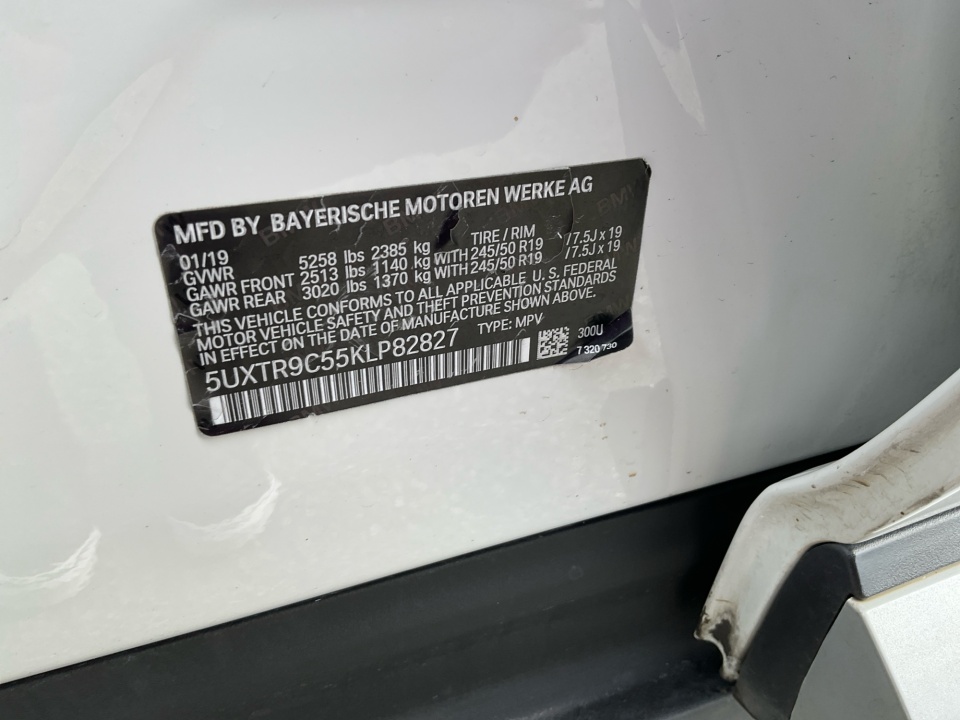 MFD BY BAYERISCHE MOTOREN WERKE AG
01/19 TIRE / RIM
GVWR 5258 lbs 2385 kg
GAWR FRONT 2513 lbs 1140 kg WITH 245/50 R19 / 7.5J x 19
GAWR REAR 3020 lbs 1370 kg WITH 245/50 R19 / 7.5J x 19
THIS VEHICLE CONFORMS TO ALL APPLICABLE U. S. FEDERAL
MOTOR VEHICLE SAFETY AND THEFT PREVENTION STANDARDS
IN EFFECT ON THE DATE OF MANUFACTURE SHOWN ABOVE.
5UXTR9C55KLP82827 TYPE: MPV
300U
7 320 730